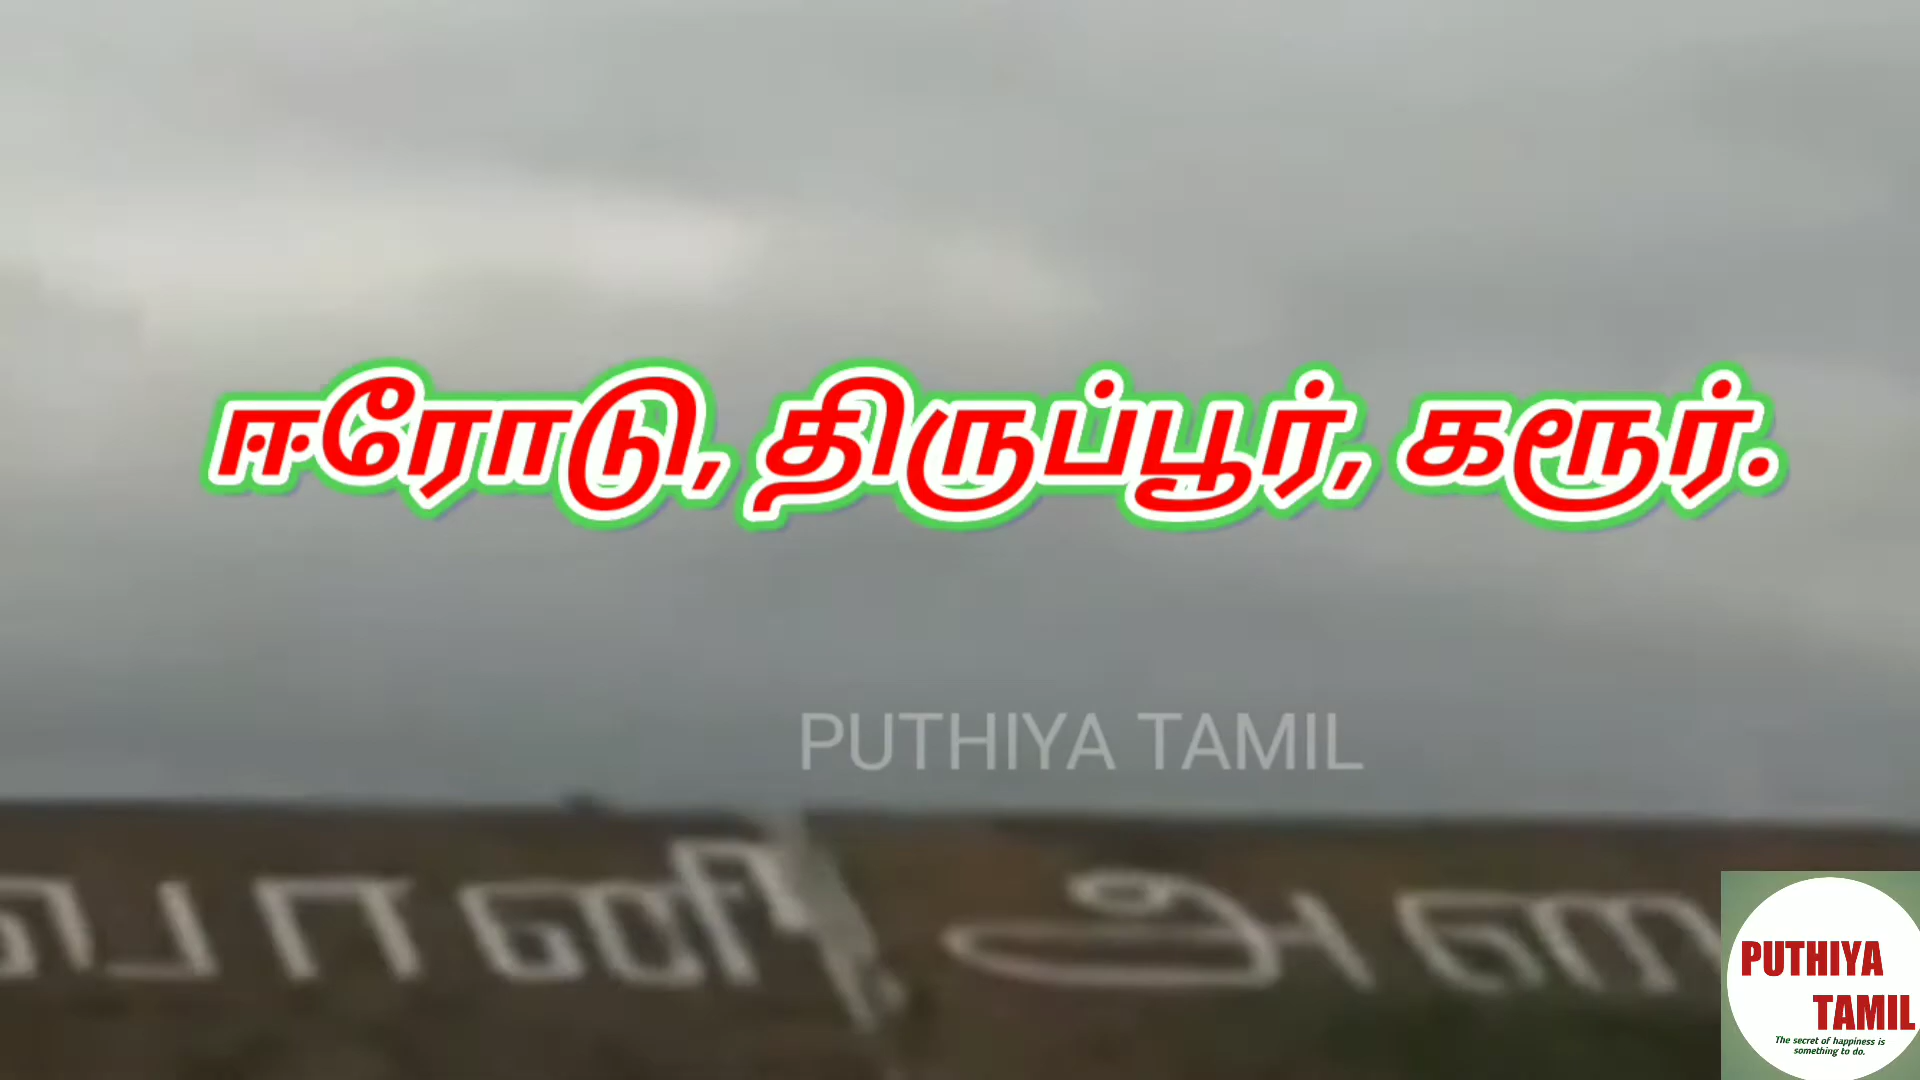 ஈரோடு, திருப்பூர், கரூர்.
PUTHIYA TAMIL
PUTHIYA
TAMIL
The secret of happiness is
something to do.